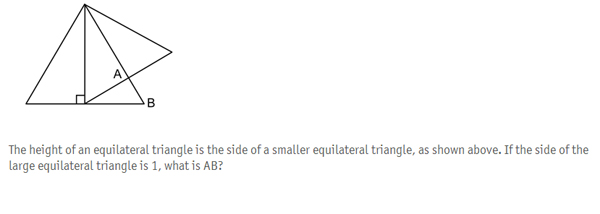 A
B
The height of an equilateral triangle is the side of a smaller equilateral triangle, as shown above. If the side of the
large equilateral triangle is 1, what is AB?